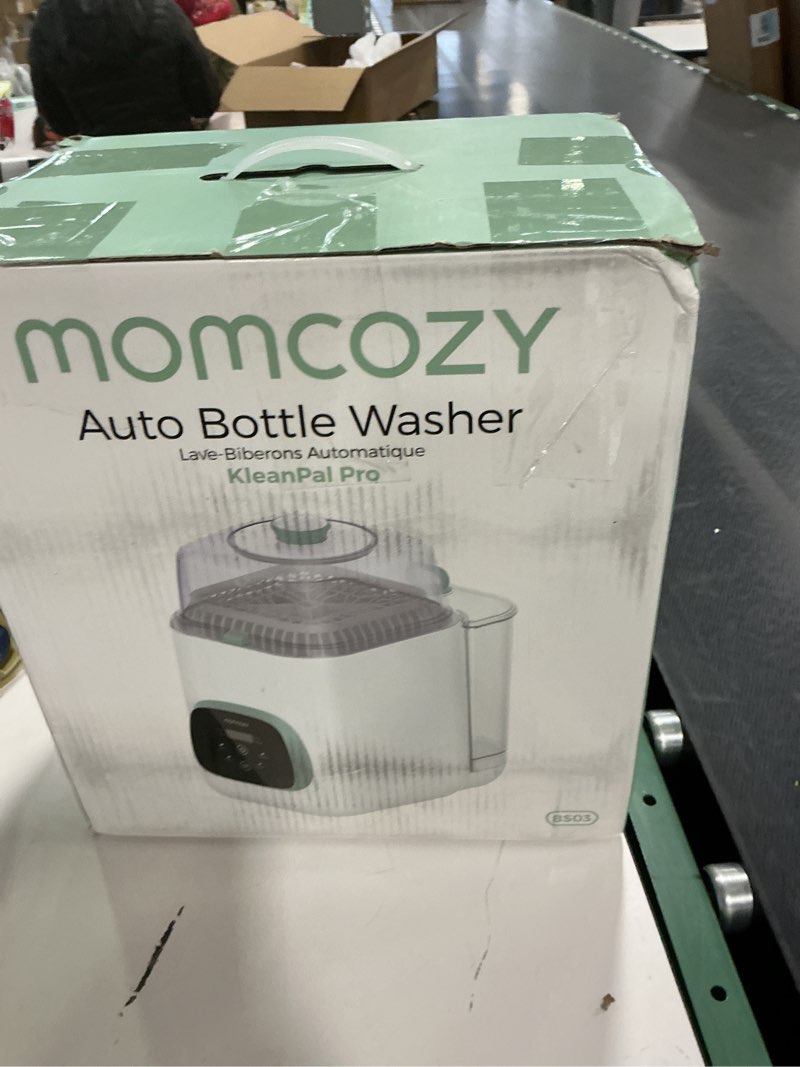 momcozy
Auto Bottle Washer
Lave-Biberons Automatique
KleanPal Pro
BS03